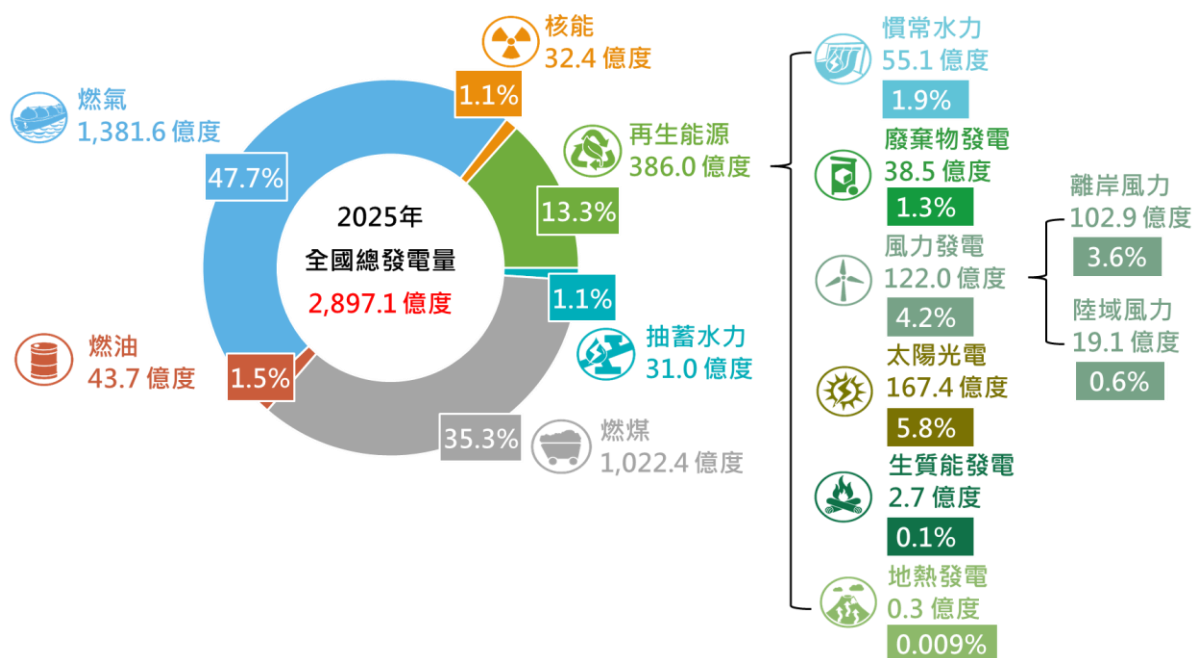 核能
32.4 億度
1.1%
燃氣
1,381.6 億度
47.7%
再生能源
386.0 億度
13.3%
2025年
全國總發電量
2,897.1 億度
抽蓄水力
31.0 億度
1.1%
燃油
43.7 億度
1.5%
燃煤
1,022.4 億度
35.3%
慣常水力
55.1 億度
1.9%
廢棄物發電
38.5 億度
1.3%
風力發電
122.0 億度
4.2%
離岸風力
102.9 億度
3.6%
陸域風力
19.1 億度
0.6%
太陽光電
167.4 億度
5.8%
生質能發電
2.7 億度
0.1%
地熱發電
0.3 億度
0.009%